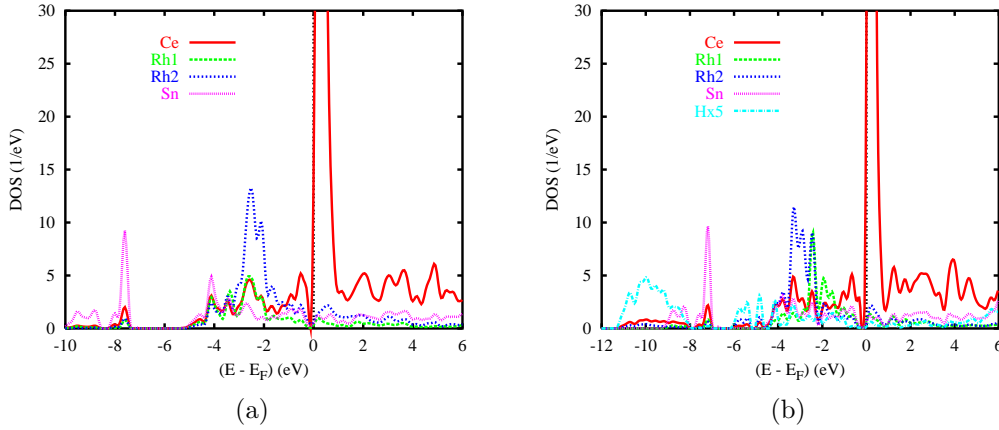 30
25
20
15
10
5
0
DOS (1/eV)
Ce
Rh1
Rh2
Sn
-10 -8 -6 -4 -2 0 2 4 6
(E - E_F) (eV)
(a)
30
25
20
15
10
5
0
DOS (1/eV)
Ce
Rh1
Rh2
Sn
Hx5
-12 -10 -8 -6 -4 -2 0 2 4 6
(E - E_F) (eV)
(b)